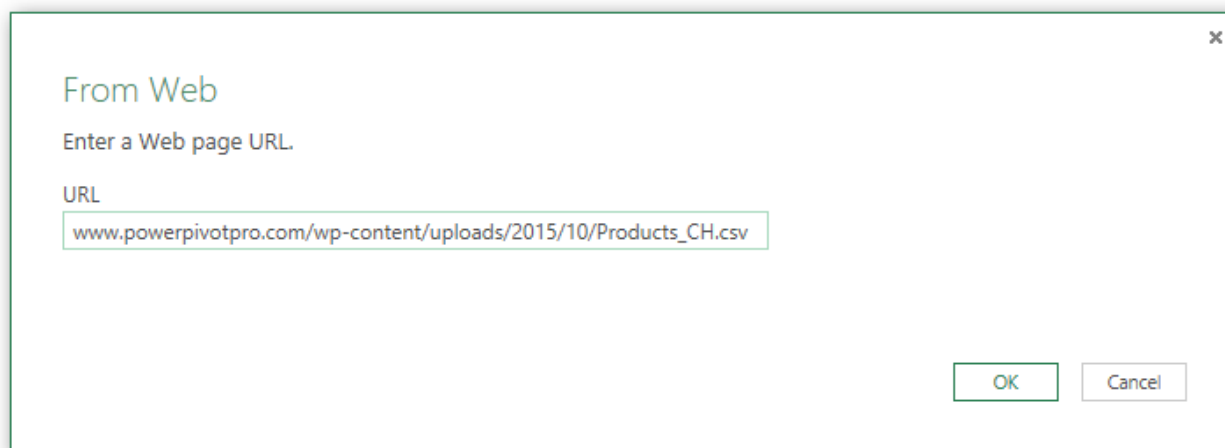 From Web
Enter a Web page URL.
URL
www.powerpivotpro.com/wp-content/uploads/2015/10/Products_CH.csv
OK Cancel